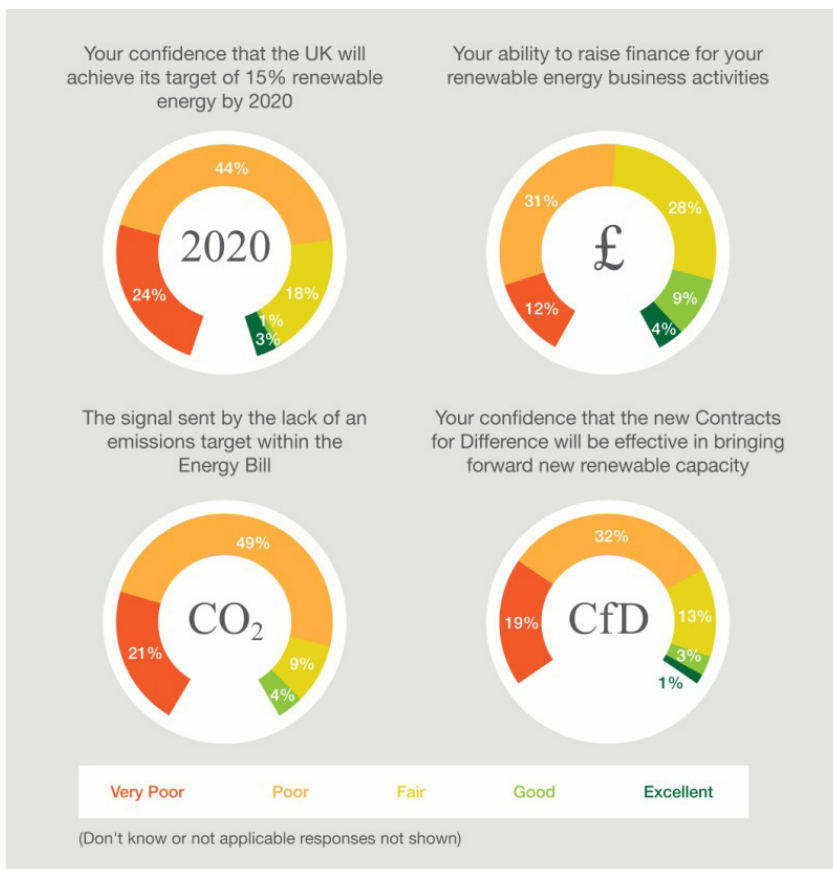 Your confidence that the UK will
achieve its target of 15% renewable
energy by 2020
44%
2020
24%
18%
1%
3%
Your ability to raise finance for your
renewable energy business activities
31%
28%
£
12%
9%
4%
The signal sent by the lack of an
emissions target within the
Energy Bill
49%
CO₂
21%
9%
4%
Your confidence that the new Contracts
for Difference will be effective in bringing
forward new renewable capacity
32%
CfD
19%
13%
3%
1%
Very Poor Poor Fair Good Excellent
(Don't know or not applicable responses not shown)